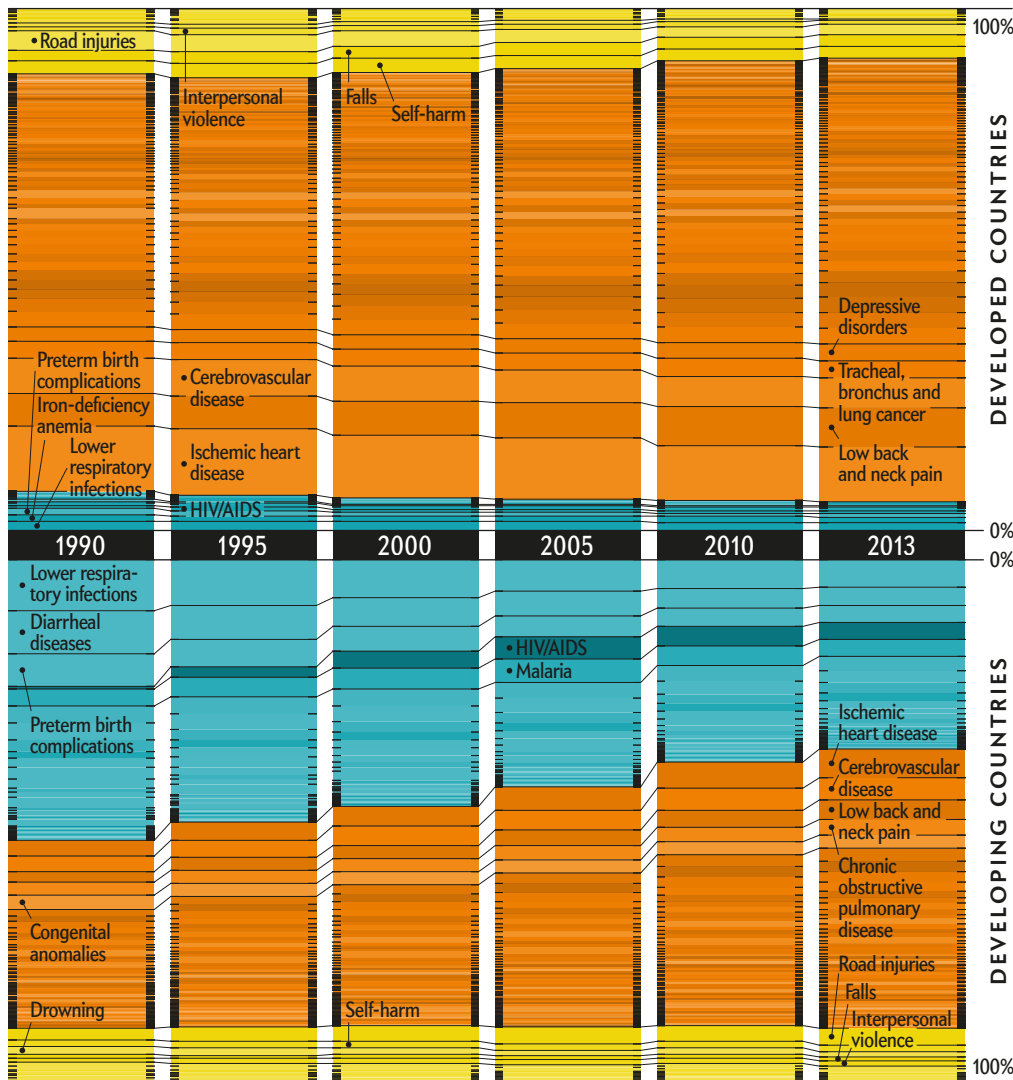 100%
Road injuries
Interpersonal
violence
Falls
Self-harm
DEVELOPED COUNTRIES
Depressive
disorders
Preterm birth
complications
Cerebrovascular
disease
Tracheal,
bronchus and
lung cancer
Iron-deficiency
anemia
Lower
respiratory
infections
Ischemic heart
disease
Low back
and neck pain
HIV/AIDS
0%
1990
1995
2000
2005
2010
2013
0%
Lower respira-
tory infections
Diarrheal
diseases
HIV/AIDS
Malaria
Preterm birth
complications
Ischemic
heart disease
Cerebrovascular
disease
Low back and
neck pain
DEVELOPING COUNTRIES
Chronic
obstructive
pulmonary
disease
Congenital
anomalies
Road injuries
Falls
Drowning
Self-harm
Interpersonal
violence
100%